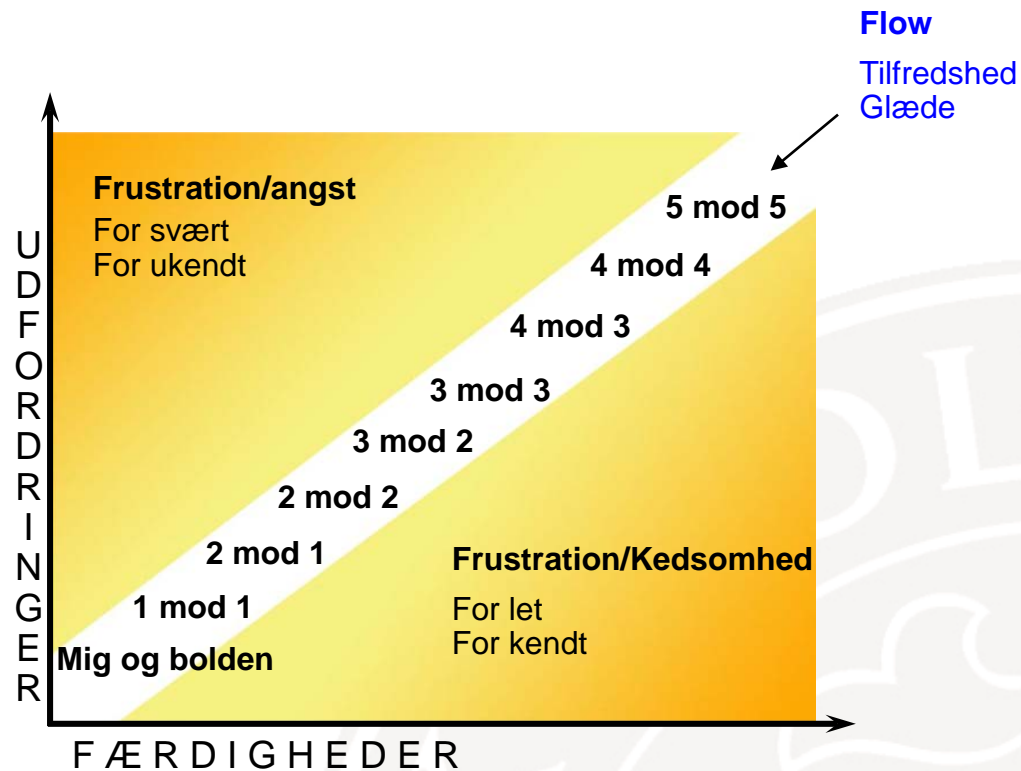 Flow
Tilfredshed
Glæde
Frustration/angst
For svært
For ukendt
5 mod 5
4 mod 4
4 mod 3
3 mod 3
3 mod 2
2 mod 2
2 mod 1
1 mod 1
Mig og bolden
Frustration/Kedsomhed
For let
For kendt
UDFORDRINGER
FÆRDIGHEDER